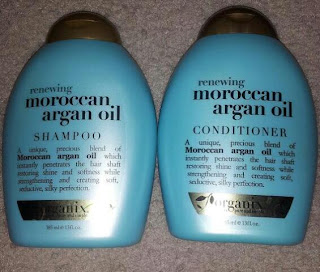 renewing
moroccan
argan oil
SHAMPOO
A unique, precious blend of
Moroccan argan oil which
instantly penetrates the hair shaft
restoring shine and softness while
strengthening and creating soft,
seductive, silky perfection.
organix
renewing
moroccan
argan oil
CONDITIONER
A unique, precious blend of
Moroccan argan oil which
instantly penetrates the hair shaft
restoring shine and softness while
strengthening and creating soft,
seductive, silky perfection.
organix